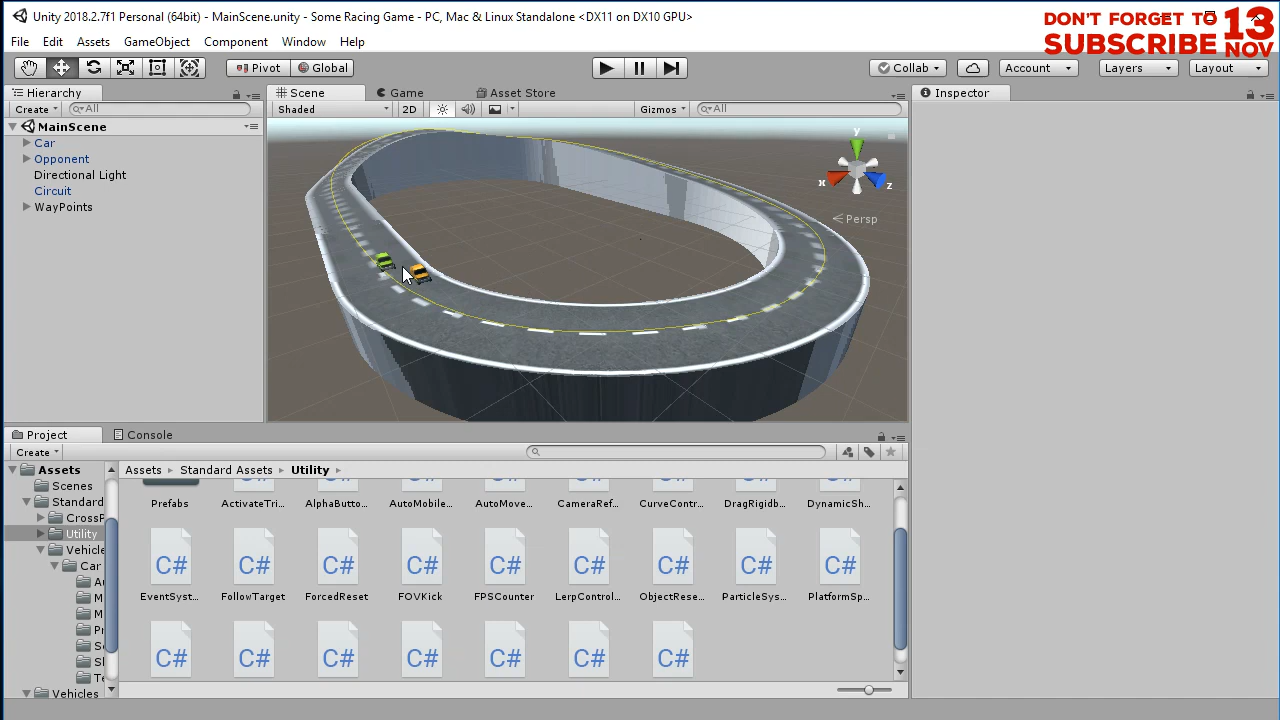 Unity 2018.2.7f1 Personal (64bit) - MainScene.unity - Some Racing Game - PC, Mac & Linux Standalone <DX11 on DX10 GPU>
DON'T FORGET TO
SUBSCRIBE
13
NOV
File Edit Assets GameObject Component Window Help
Pivot Global Collab Account Layers Layout
Hierarchy Scene Game Asset Store Inspector
Create All Shaded 2D Gizmos All
MainScene
Car
Opponent
Directional Light
Circuit
WayPoints
y
x
z
Persp
Project Console
Create
Assets
Scenes
Standard
CrossP
Utility
Vehicle
Car
A
M
M
Pr
S
Sl
T
Vehicles
Assets Standard Assets Utility
Prefabs ActivateTri... AlphaButto... AutoMobile... AutoMove... CameraRef... CurveContr... DragRigidb... DynamicSh...
C# C# C# C# C# C# C# C# C#
EventSyst... FollowTarget ForcedReset FOVKick FPSCounter LerpControl... ObjectRese... ParticleSys... PlatformSp...
C# C# C# C# C# C# C#